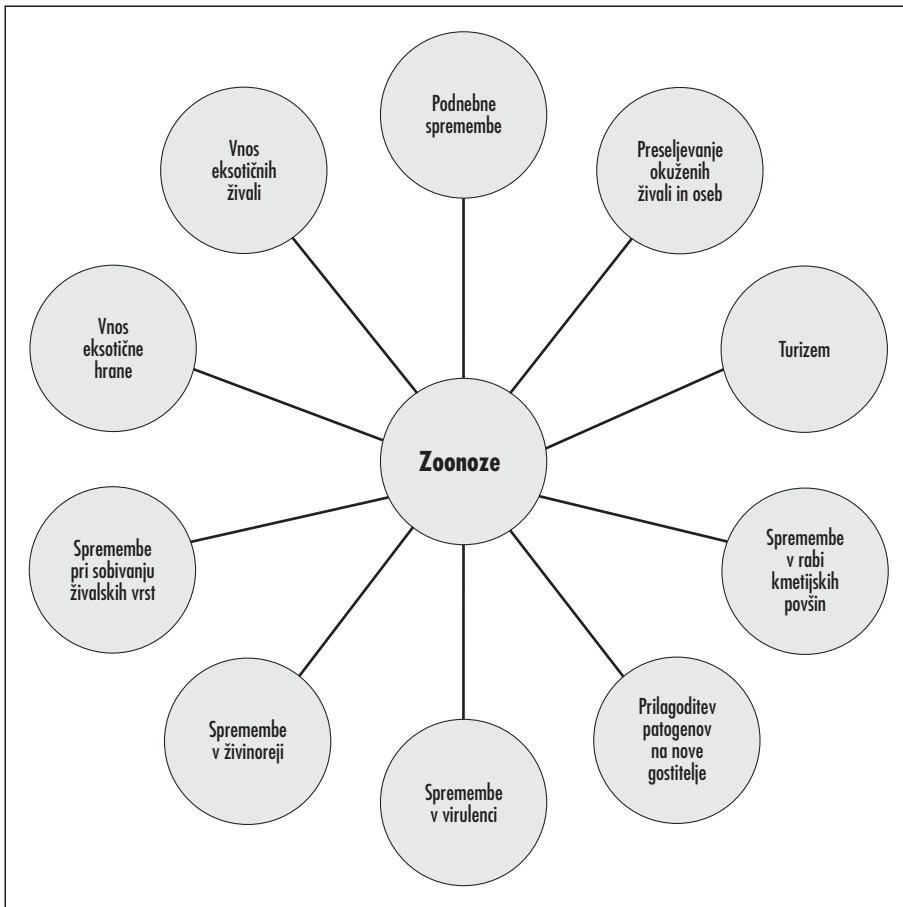 Podnebne
spremembe
Preseljevanje
okuženih
živali in oseb
Turizem
Spremembe
v rabi
kmetijskih
povšin
Prilagoditev
patogenov
na nove
gostitelje
Spremembe
v virulenci
Spremembe
v živinoreji
Spremembe
pri sobivanju
živalskih vrst
Vnos
eksotične
hrane
Vnos
eksotičnih
živali
Zoonoze